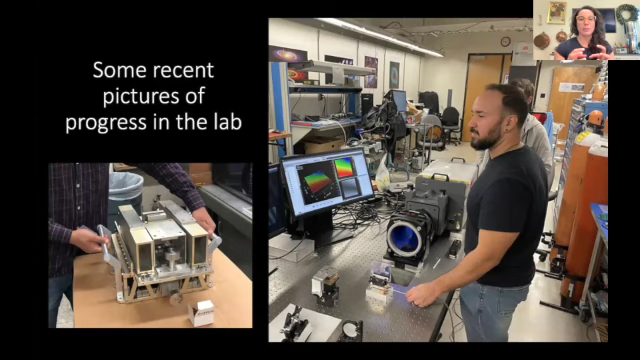 Some recent
pictures of
progress in the lab